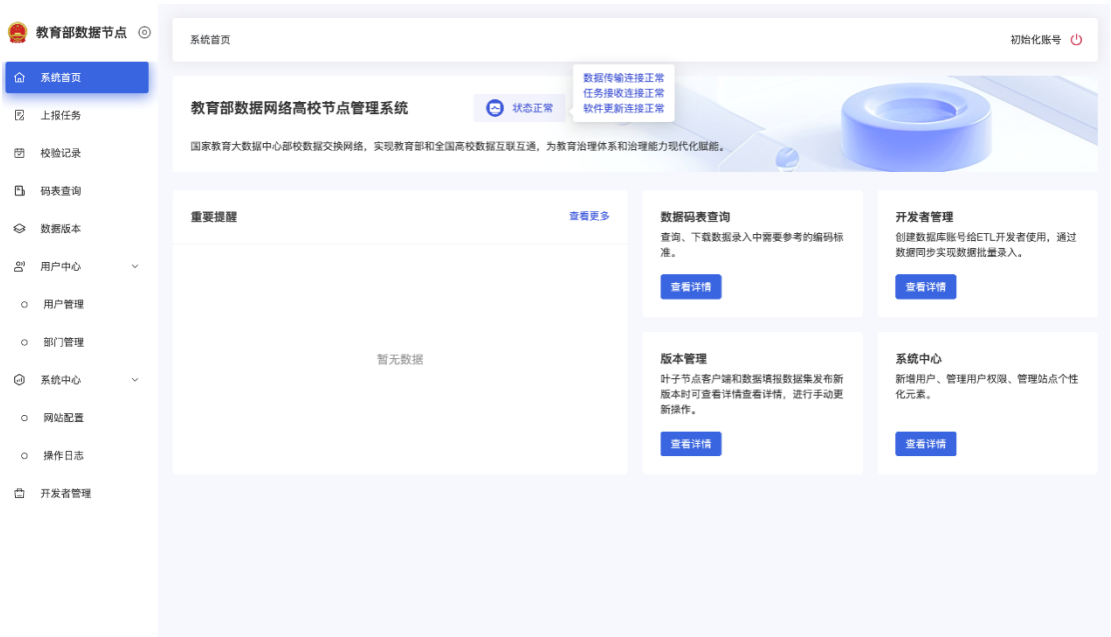 教育部数据节点
系统首页
上报任务
校验记录
码表查询
数据版本
用户中心
用户管理
部门管理
系统中心
网站配置
操作日志
开发者管理
系统首页
初始化账号
教育部数据网络高校节点管理系统
状态正常
数据传输连接正常
任务接收连接正常
软件更新连接正常
国家教育大数据中心部校数据交换网络，实现教育部和全国高校数据互联互通，为教育治理体系和治理能力现代化赋能。
重要提醒
查看更多
暂无数据
数据码表查询
查询、下载数据录入中需要参考的编码标
准。
查看详情
开发者管理
创建数据库账号给ETL开发者使用，通过
数据同步实现数据批量录入。
查看详情
版本管理
叶子节点客户端和数据填报数据集发布新
版本时可查看详情查看详情，进行手动更
新操作。
查看详情
系统中心
新增用户、管理用户权限、管理站点个性
化元素。
查看详情